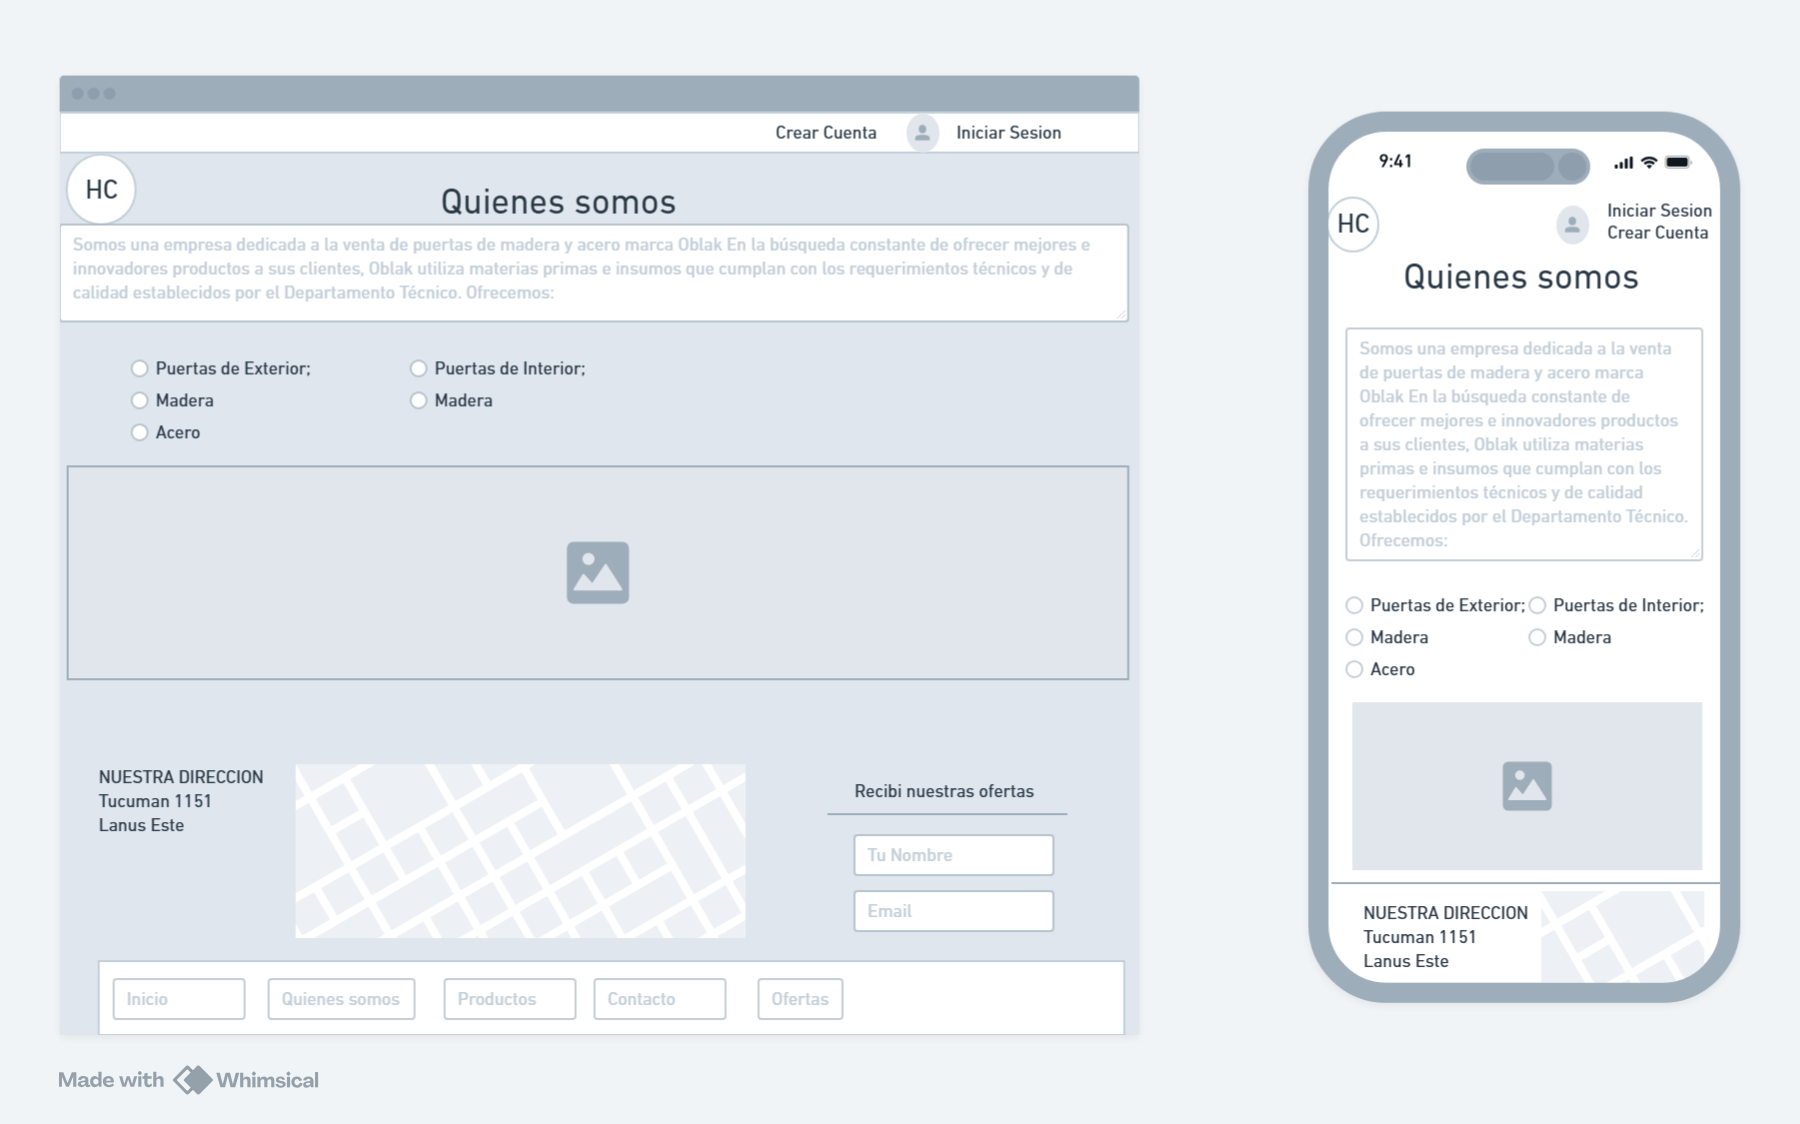 Crear Cuenta
Iniciar Sesion
HC
Quienes somos
Somos una empresa dedicada a la venta de puertas de madera y acero marca Oblak En la búsqueda constante de ofrecer mejores e
innovadores productos a sus clientes, Oblak utiliza materias primas e insumos que cumplan con los requerimientos técnicos y de
calidad establecidos por el Departamento Técnico. Ofrecemos:
Puertas de Exterior;
Madera
Acero
Puertas de Interior;
Madera
NUESTRA DIRECCION
Tucuman 1151
Lanus Este
Recibi nuestras ofertas
Tu Nombre
Email
Inicio
Quienes somos
Productos
Contacto
Ofertas
9:41
HC
Iniciar Sesion
Crear Cuenta
Quienes somos
Somos una empresa dedicada a la venta
de puertas de madera y acero marca
Oblak En la búsqueda constante de
ofrecer mejores e innovadores productos
a sus clientes, Oblak utiliza materias
primas e insumos que cumplan con los
requerimientos técnicos y de calidad
establecidos por el Departamento Técnico.
Ofrecemos:
Puertas de Exterior;
Madera
Acero
Puertas de Interior;
Madera
NUESTRA DIRECCION
Tucuman 1151
Lanus Este
Made with Whimsical